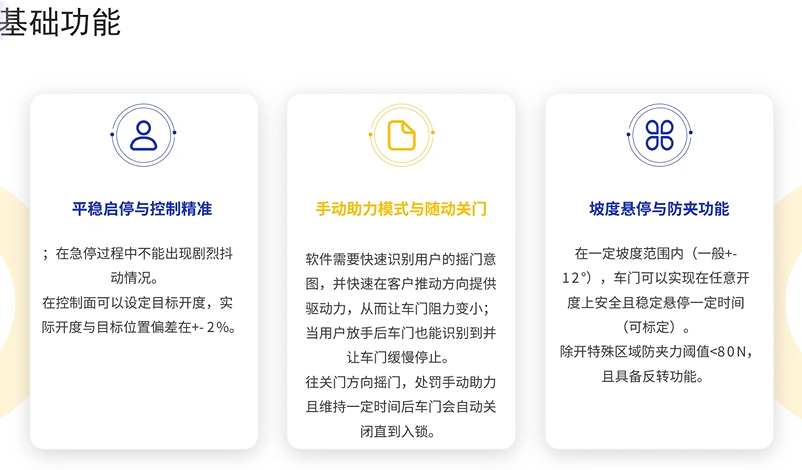 基础功能
平稳启停与控制精准
；在急停过程中不能出现剧烈抖
动情况。
在控制面可以设定目标开度，实
际开度与目标位置偏差在+-2%。
手动助力模式与随动关门
软件需要快速识别用户的摇门意
图，并快速在客户推动方向提供
驱动力，从而让车门阻力变小；
当用户放手后车门也能识别到并
让车门缓慢停止。
往关门方向摇门，处罚手动助力
且维持一定时间后车门会自动关
闭直到入锁。
坡度悬停与防夹功能
在一定坡度范围内（一般+-
12°），车门可以实现在任意开
度上安全且稳定悬停一定时间
（可标定）。
除开特殊区域防夹力阈值<80N，
且具备反转功能。